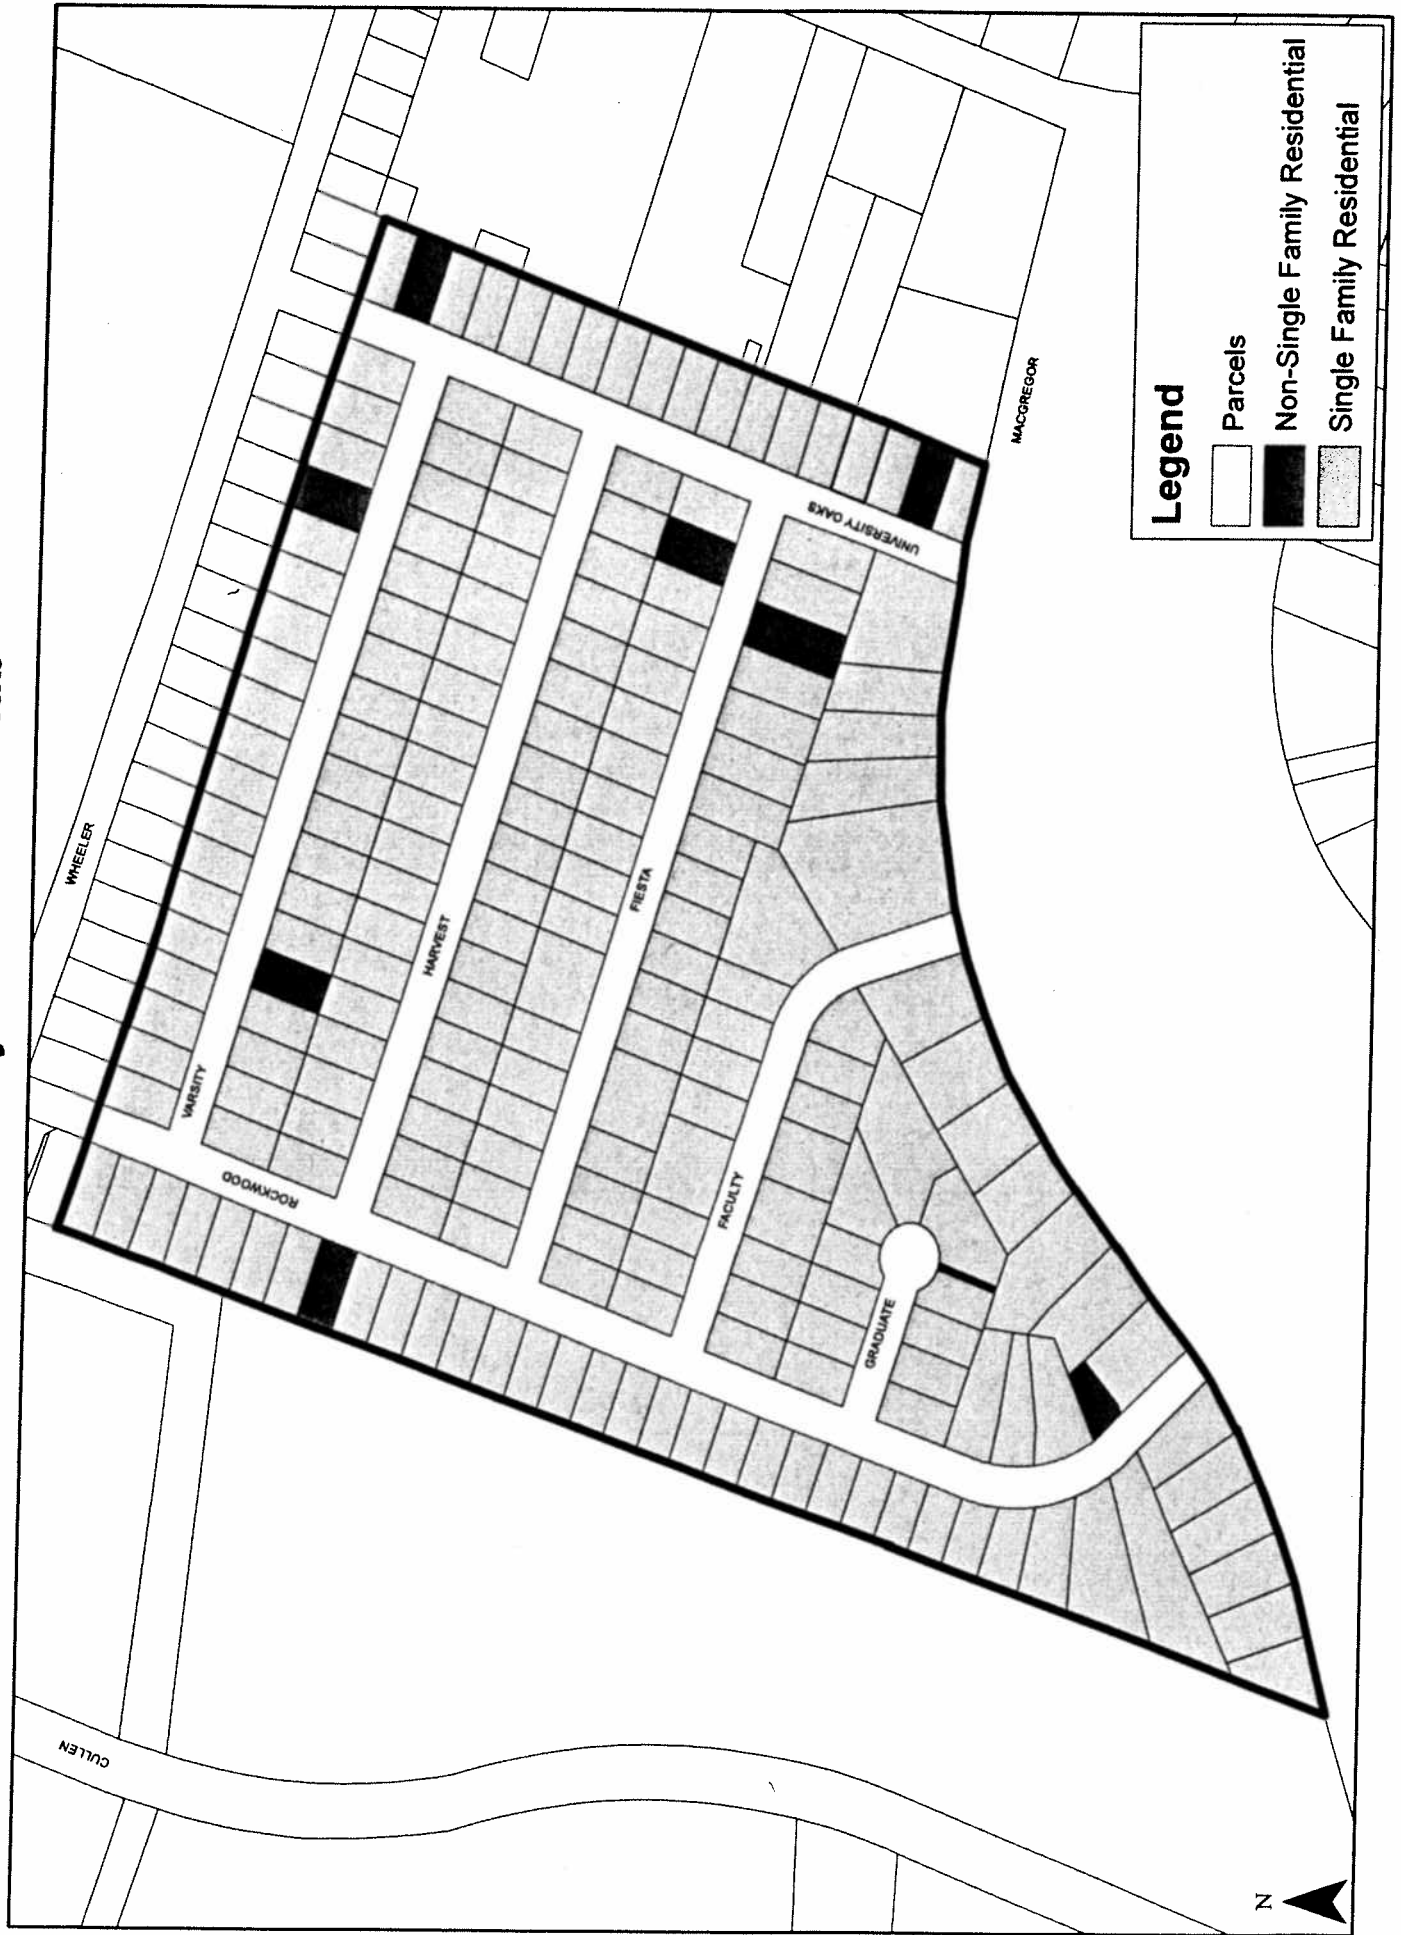 WHEELER
VARSITY
ROCKWOOD
HARVEST
FIESTA
UNIVERSITY OAKS
MACGREGOR
FACULTY
GRADUATE
CULLEN
N
Legend
Parcels
Non-Single Family Residential
Single Family Residential